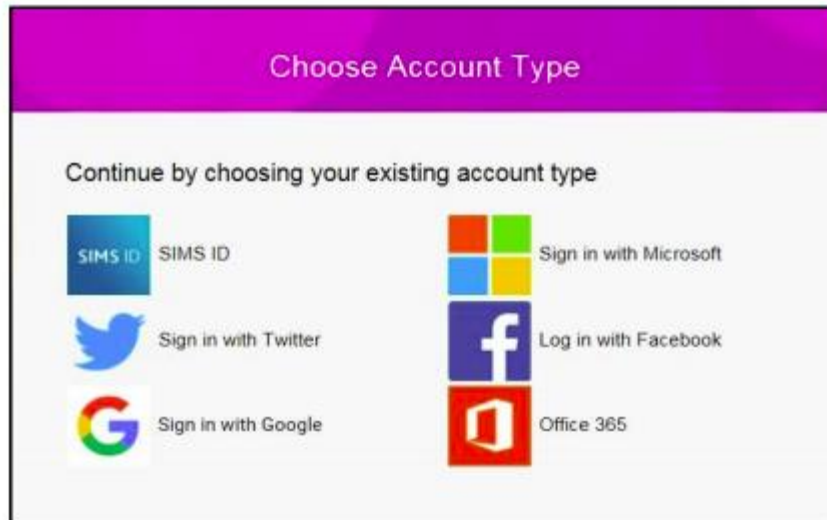 Choose Account Type
Continue by choosing your existing account type
SIMS ID SIMS ID
Sign in with Microsoft
Sign in with Twitter
Log in with Facebook
Sign in with Google
Office 365